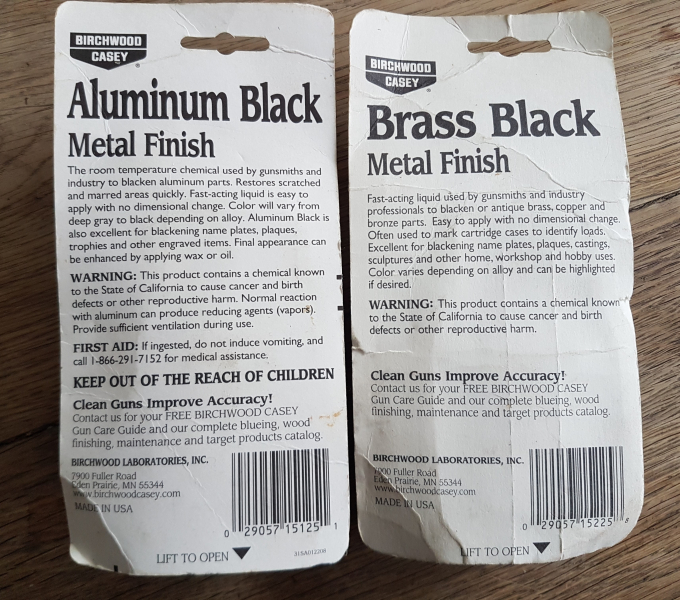 BIRCHWOOD
CASEY
Aluminum Black
Metal Finish
The room temperature chemical used by gunsmiths and
industry to blacken aluminum parts. Restores scratched
and marred areas quickly. Fast-acting liquid is easy to
apply with no dimensional change. Color will vary from
deep gray to black depending on alloy. Aluminum Black is
also excellent for blackening name plates, plaques,
trophies and other engraved items. Final appearance can
be enhanced by applying wax or oil.
WARNING: This product contains a chemical known
to the State of California to cause cancer and birth
defects or other reproductive harm. Normal reaction
with aluminum can produce reducing agents (vapors).
Provide sufficient ventilation during use.
FIRST AID: If ingested, do not induce vomiting, and
call 1-866-291-7152 for medical assistance.
KEEP OUT OF THE REACH OF CHILDREN
Clean Guns Improve Accuracy!
Contact us for your FREE BIRCHWOOD CASEY
Gun Care Guide and our complete blueing, wood
finishing, maintenance and target products catalog.
BIRCHWOOD LABORATORIES, INC.
7900 Fuller Road
Eden Prairie, MN 55344
www.birchwoodcasey.com
MADE IN USA
0 29057 15125 1
LIFT TO OPEN
BIRCHWOOD
CASEY
Brass Black
Metal Finish
Fast-acting liquid used by gunsmiths and industry
professionals to blacken or antique brass, copper and
bronze parts. Easy to apply with no dimensional change.
Often used to mark cartridge cases to identify loads.
Excellent for blackening name plates, plaques, castings,
sculptures and other home, workshop and hobby uses.
Color varies depending on alloy and can be highlighted
if desired.
WARNING: This product contains a chemical known
to the State of California to cause cancer and birth
defects or other reproductive harm.
Clean Guns Improve Accuracy!
Contact us for your FREE BIRCHWOOD CASEY
Gun Care Guide and our complete blueing, wood
finishing, maintenance and target products catalog.
BIRCHWOOD LABORATORIES, INC.
7900 Fuller Road
Eden Prairie, MN 55344
www.birchwoodcasey.com
MADE IN USA
0 29057 15225 8
LIFT TO OPEN